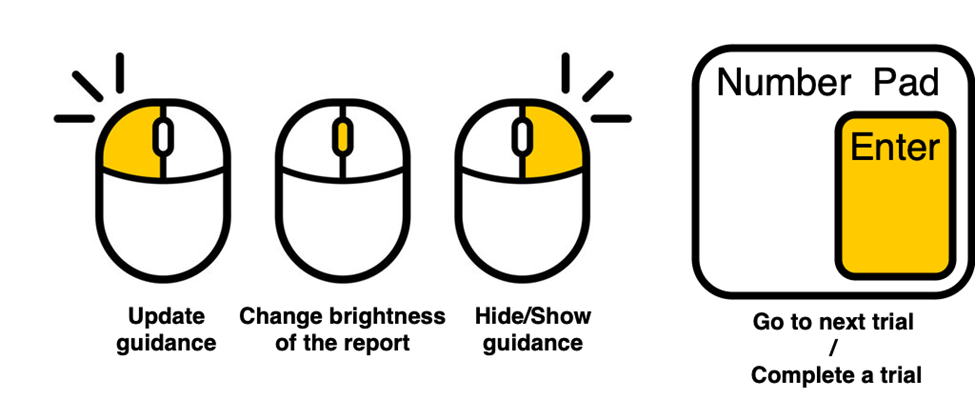 Number Pad
Enter
Update
guidance
Change brightness
of the report
Hide/Show
guidance
Go to next trial
/
Complete a trial